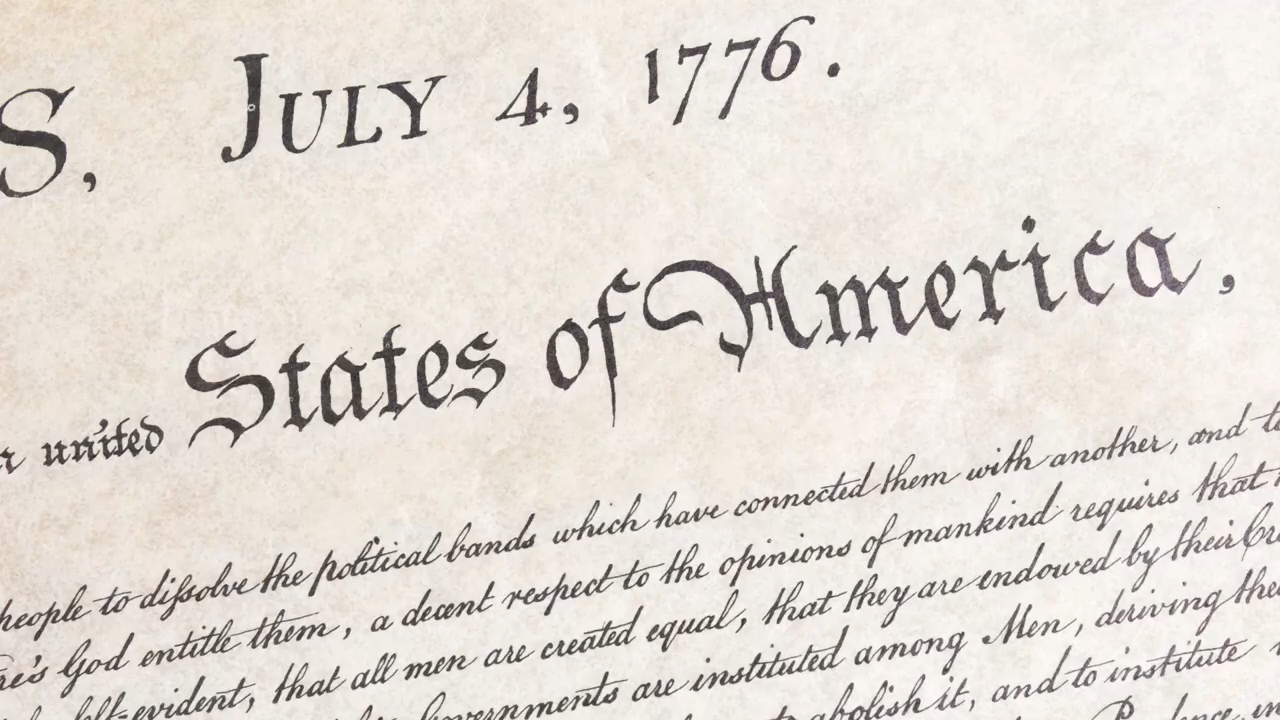 S, JULY 4, 1776.
united States of America,
people to dissolve the political bands which have connected them with another, and to
God entitle them, a decent respect to the opinions of mankind requires that
self-evident, that all men are created equal, that they are endowed by their
Governments are instituted among Men, deriving
abolish it, and to institute